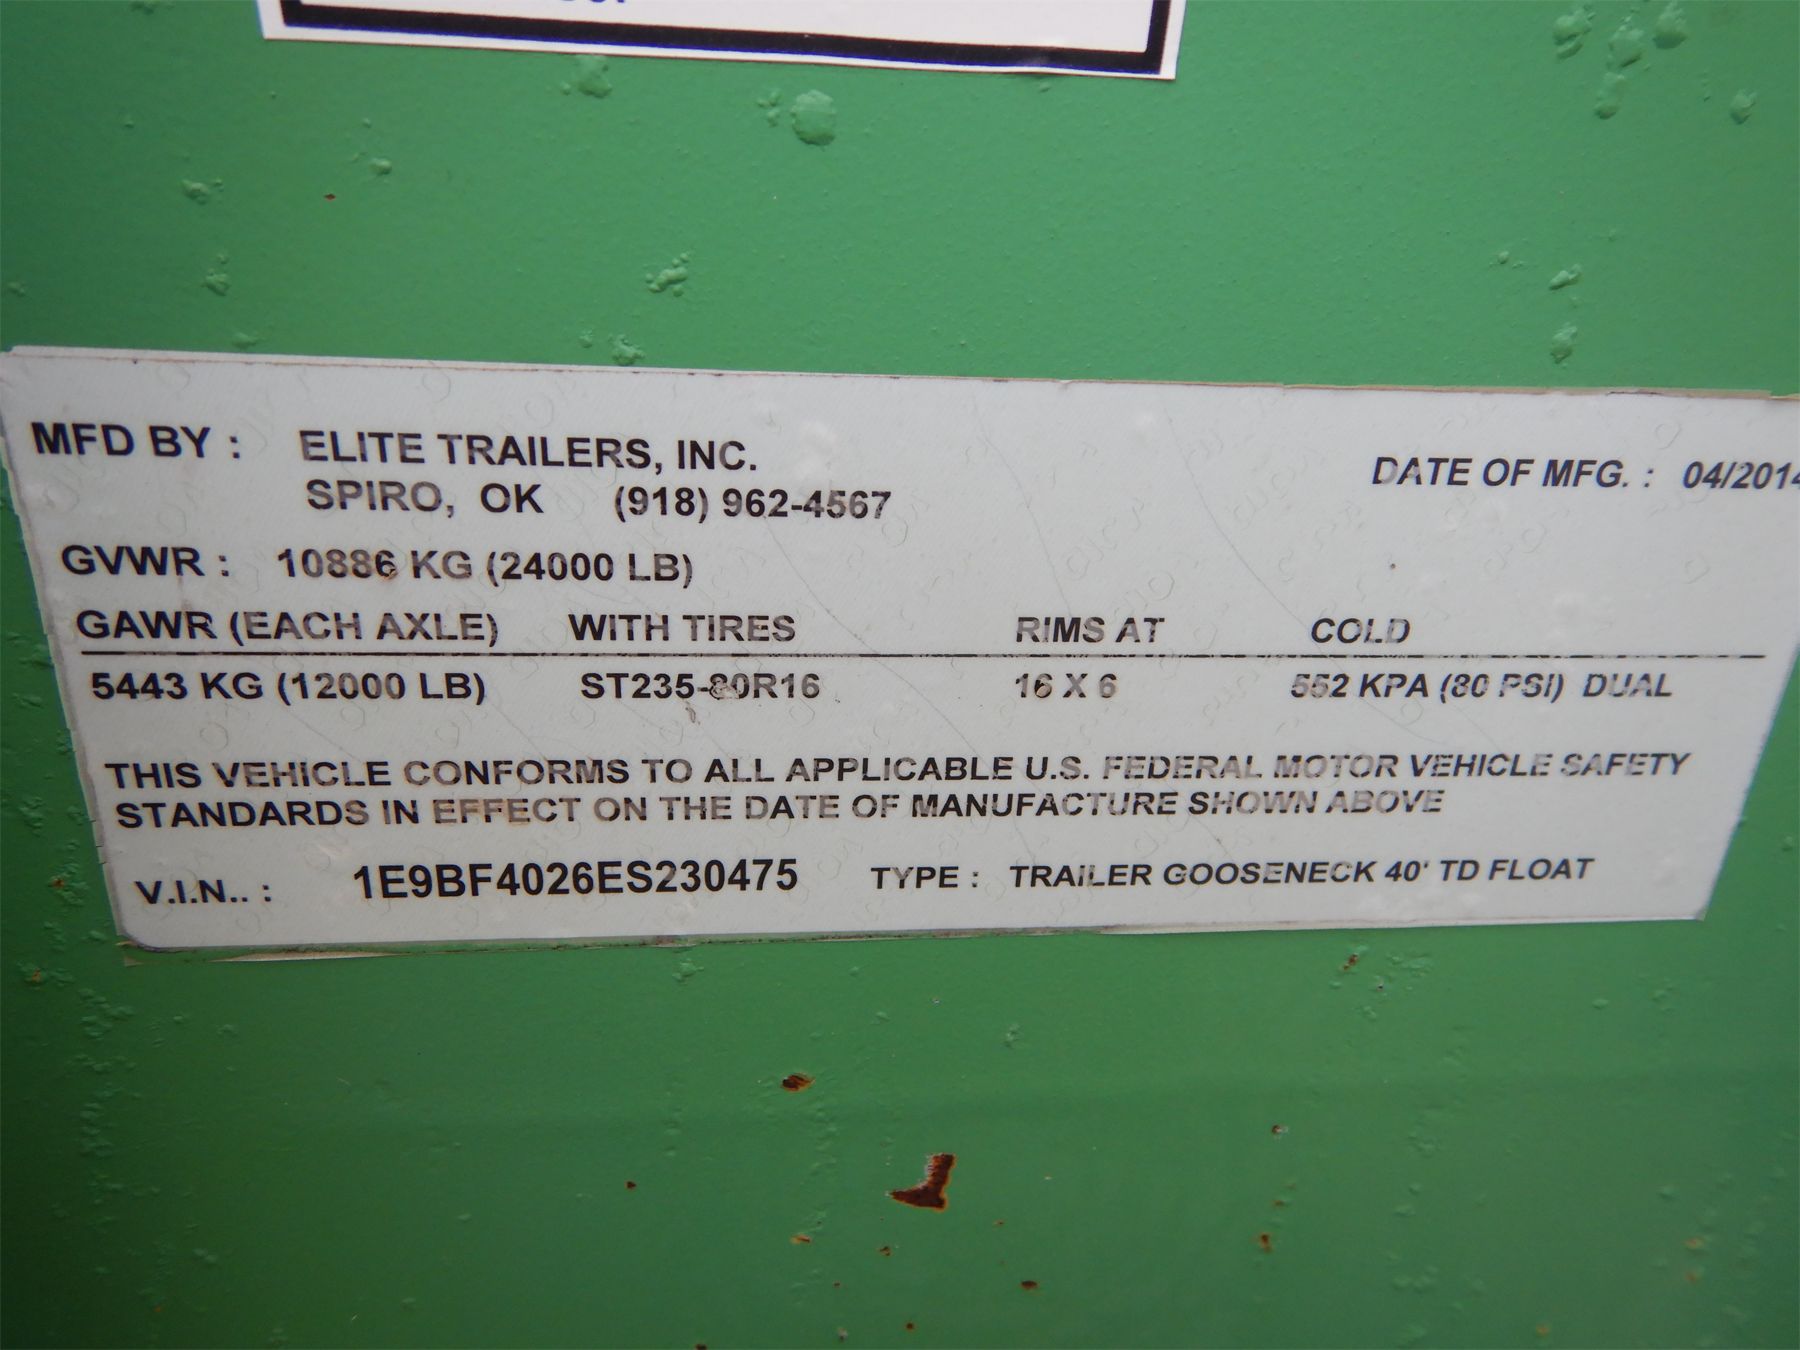 MFD BY : ELITE TRAILERS, INC. DATE OF MFG. : 04/2014
SPIRO, OK (918) 962-4567
GVWR : 10886 KG (24000 LB)
GAWR (EACH AXLE) WITH TIRES RIMS AT COLD
5443 KG (12000 LB) ST235-80R16 16 X 6 552 KPA (80 PSI) DUAL
THIS VEHICLE CONFORMS TO ALL APPLICABLE U.S. FEDERAL MOTOR VEHICLE SAFETY
STANDARDS IN EFFECT ON THE DATE OF MANUFACTURE SHOWN ABOVE
V.I.N.. : 1E9BF4026ES230475 TYPE : TRAILER GOOSENECK 40' TD FLOAT